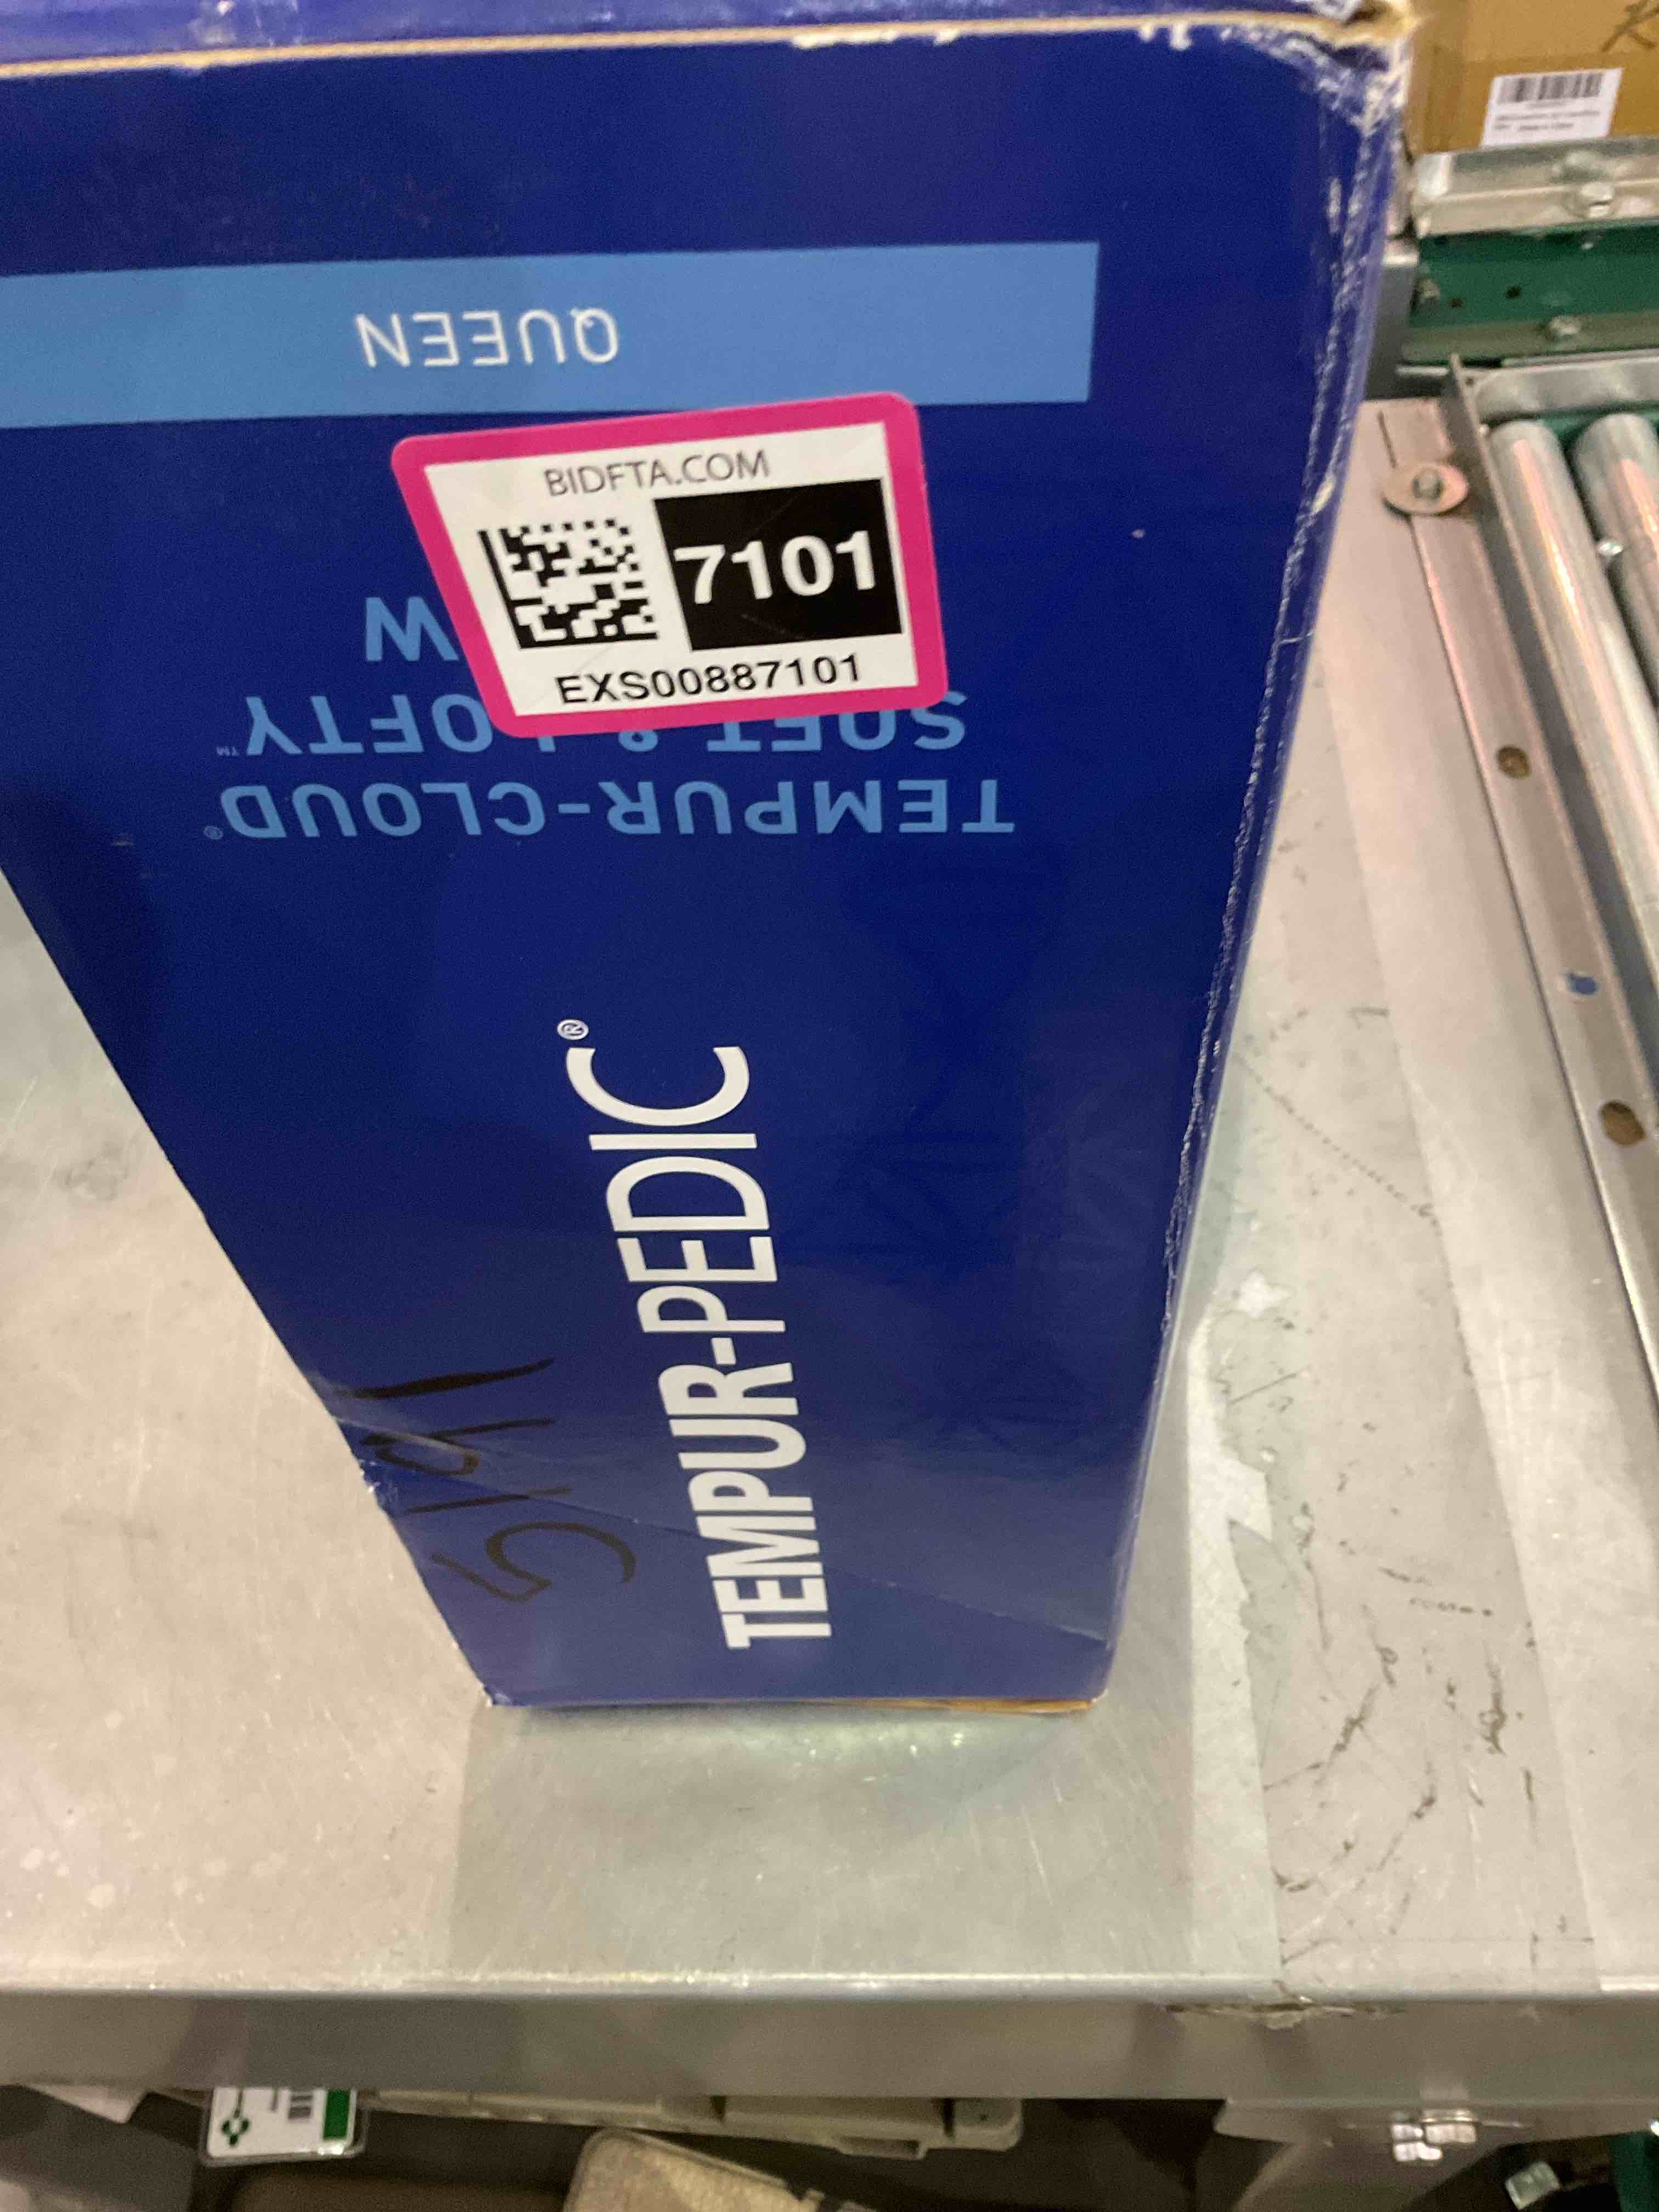 QUEEN
BIDFTA.COM
7101
EXS00887101
W
SOFT & LOFTY™
TEMPUR-CLOUD®
TEMPUR-PEDIC®